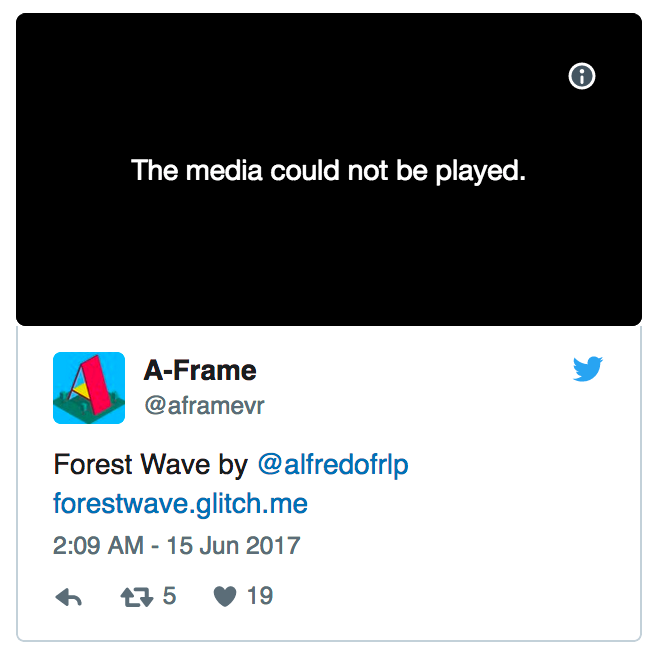 The media could not be played.
A-Frame
@aframevr
Forest Wave by @alfredofrlp
forestwave.glitch.me
2:09 AM - 15 Jun 2017
5 19